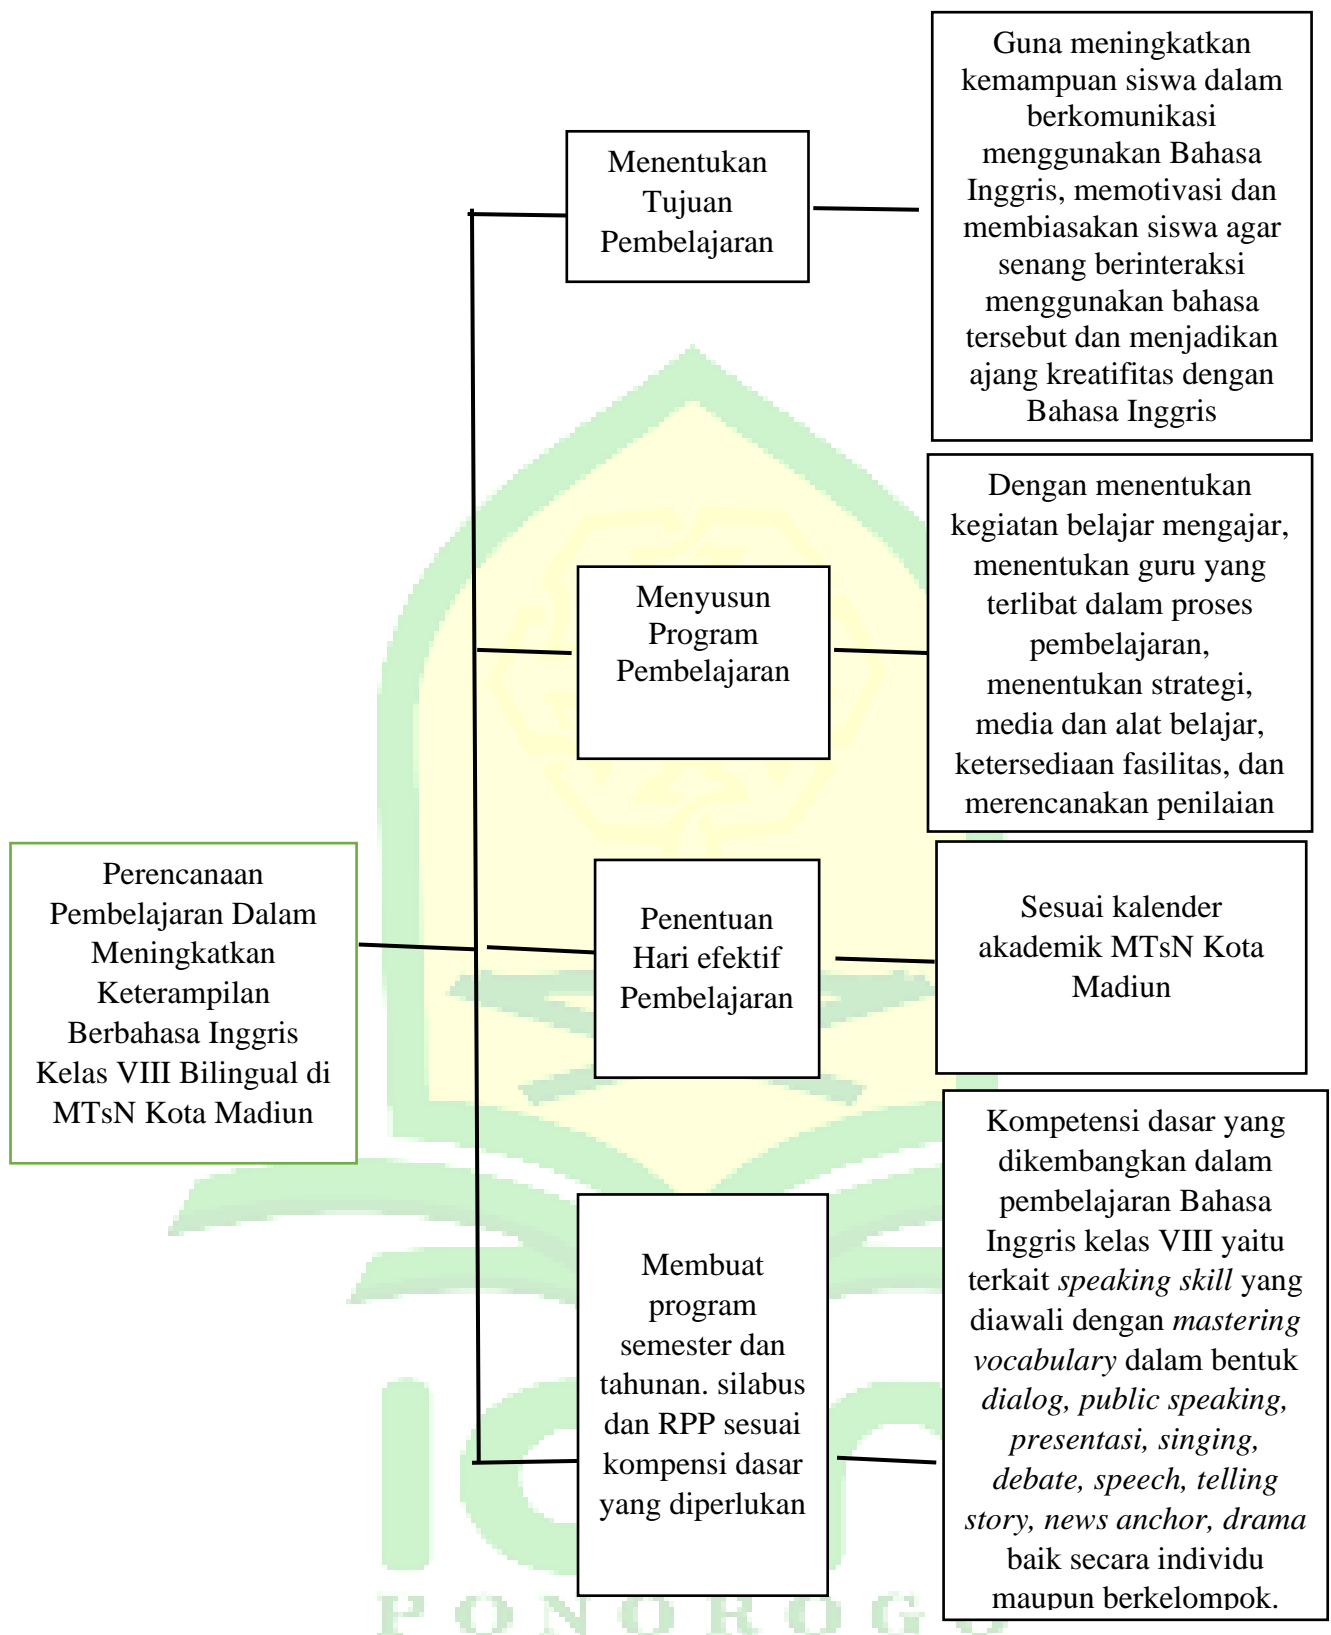 Guna meningkatkan
kemampuan siswa dalam
berkomunikasi
menggunakan Bahasa
Inggris, memotivasi dan
membiasakan siswa agar
senang berinteraksi
menggunakan bahasa
tersebut dan menjadikan
ajang kreatifitas dengan
Bahasa Inggris
Menentukan
Tujuan
Pembelajaran
Dengan menentukan
kegiatan belajar mengajar,
menentukan guru yang
terlibat dalam proses
pembelajaran,
menentukan strategi,
media dan alat belajar,
ketersediaan fasilitas, dan
merencanakan penilaian
Menyusun
Program
Pembelajaran
Perencanaan
Pembelajaran Dalam
Meningkatkan
Keterampilan
Berbahasa Inggris
Kelas VIII Bilingual di
MTsN Kota Madiun
Penentuan
Hari efektif
Pembelajaran
Sesuai kalender
akademik MTsN Kota
Madiun
Kompetensi dasar yang
dikembangkan dalam
pembelajaran Bahasa
Inggris kelas VIII yaitu
terkait speaking skill yang
diawali dengan mastering
vocabulary dalam bentuk
dialog, public speaking,
presentasi, singing,
debate, speech, telling
story, news anchor, drama
baik secara individu
maupun berkelompok.
Membuat
program
semester dan
tahunan. silabus
dan RPP sesuai
kompensi dasar
yang diperlukan
PONOROGO